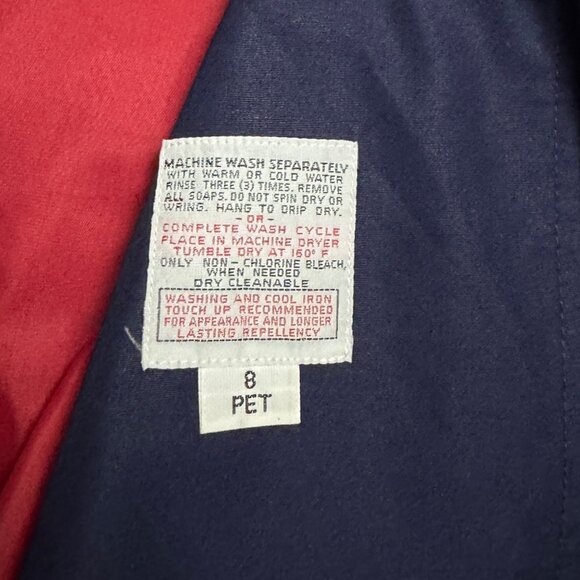 MACHINE WASH SEPARATELY
WITH WARM OR COLD WATER
RINSE THREE (3) TIMES. REMOVE
ALL SOAPS. DO NOT SPIN DRY OR
WRING. HANG TO DRIP DRY.
- OR -
COMPLETE WASH CYCLE
PLACE IN MACHINE DRYER
TUMBLE DRY AT 160° F
ONLY NON - CHLORINE BLEACH,
WHEN NEEDED
DRY CLEANABLE
WASHING AND COOL IRON
TOUCH UP RECOMMENDED
FOR APPEARANCE AND LONGER
LASTING REPELLENCY
8
PET